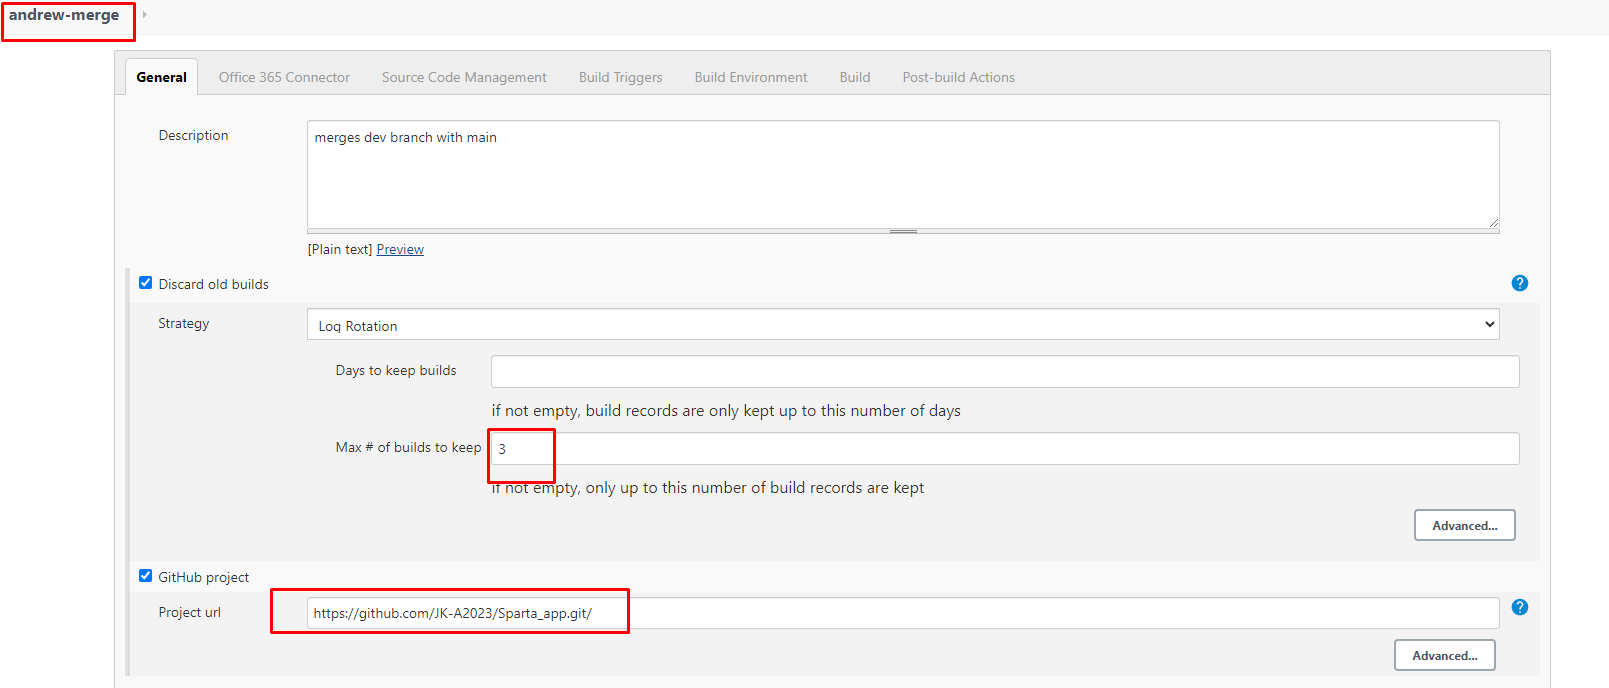 andrew-merge
General Office 365 Connector Source Code Management Build Triggers Build Environment Build Post-build Actions
Description merges dev branch with main
[Plain text] Preview
Discard old builds ?
Strategy Log Rotation
Days to keep builds
if not empty, build records are only kept up to this number of days
Max # of builds to keep 3
if not empty, only up to this number of build records are kept
Advanced...
GitHub project
Project url https://github.com/JK-A2023/Sparta_app.git/ ?
Advanced...